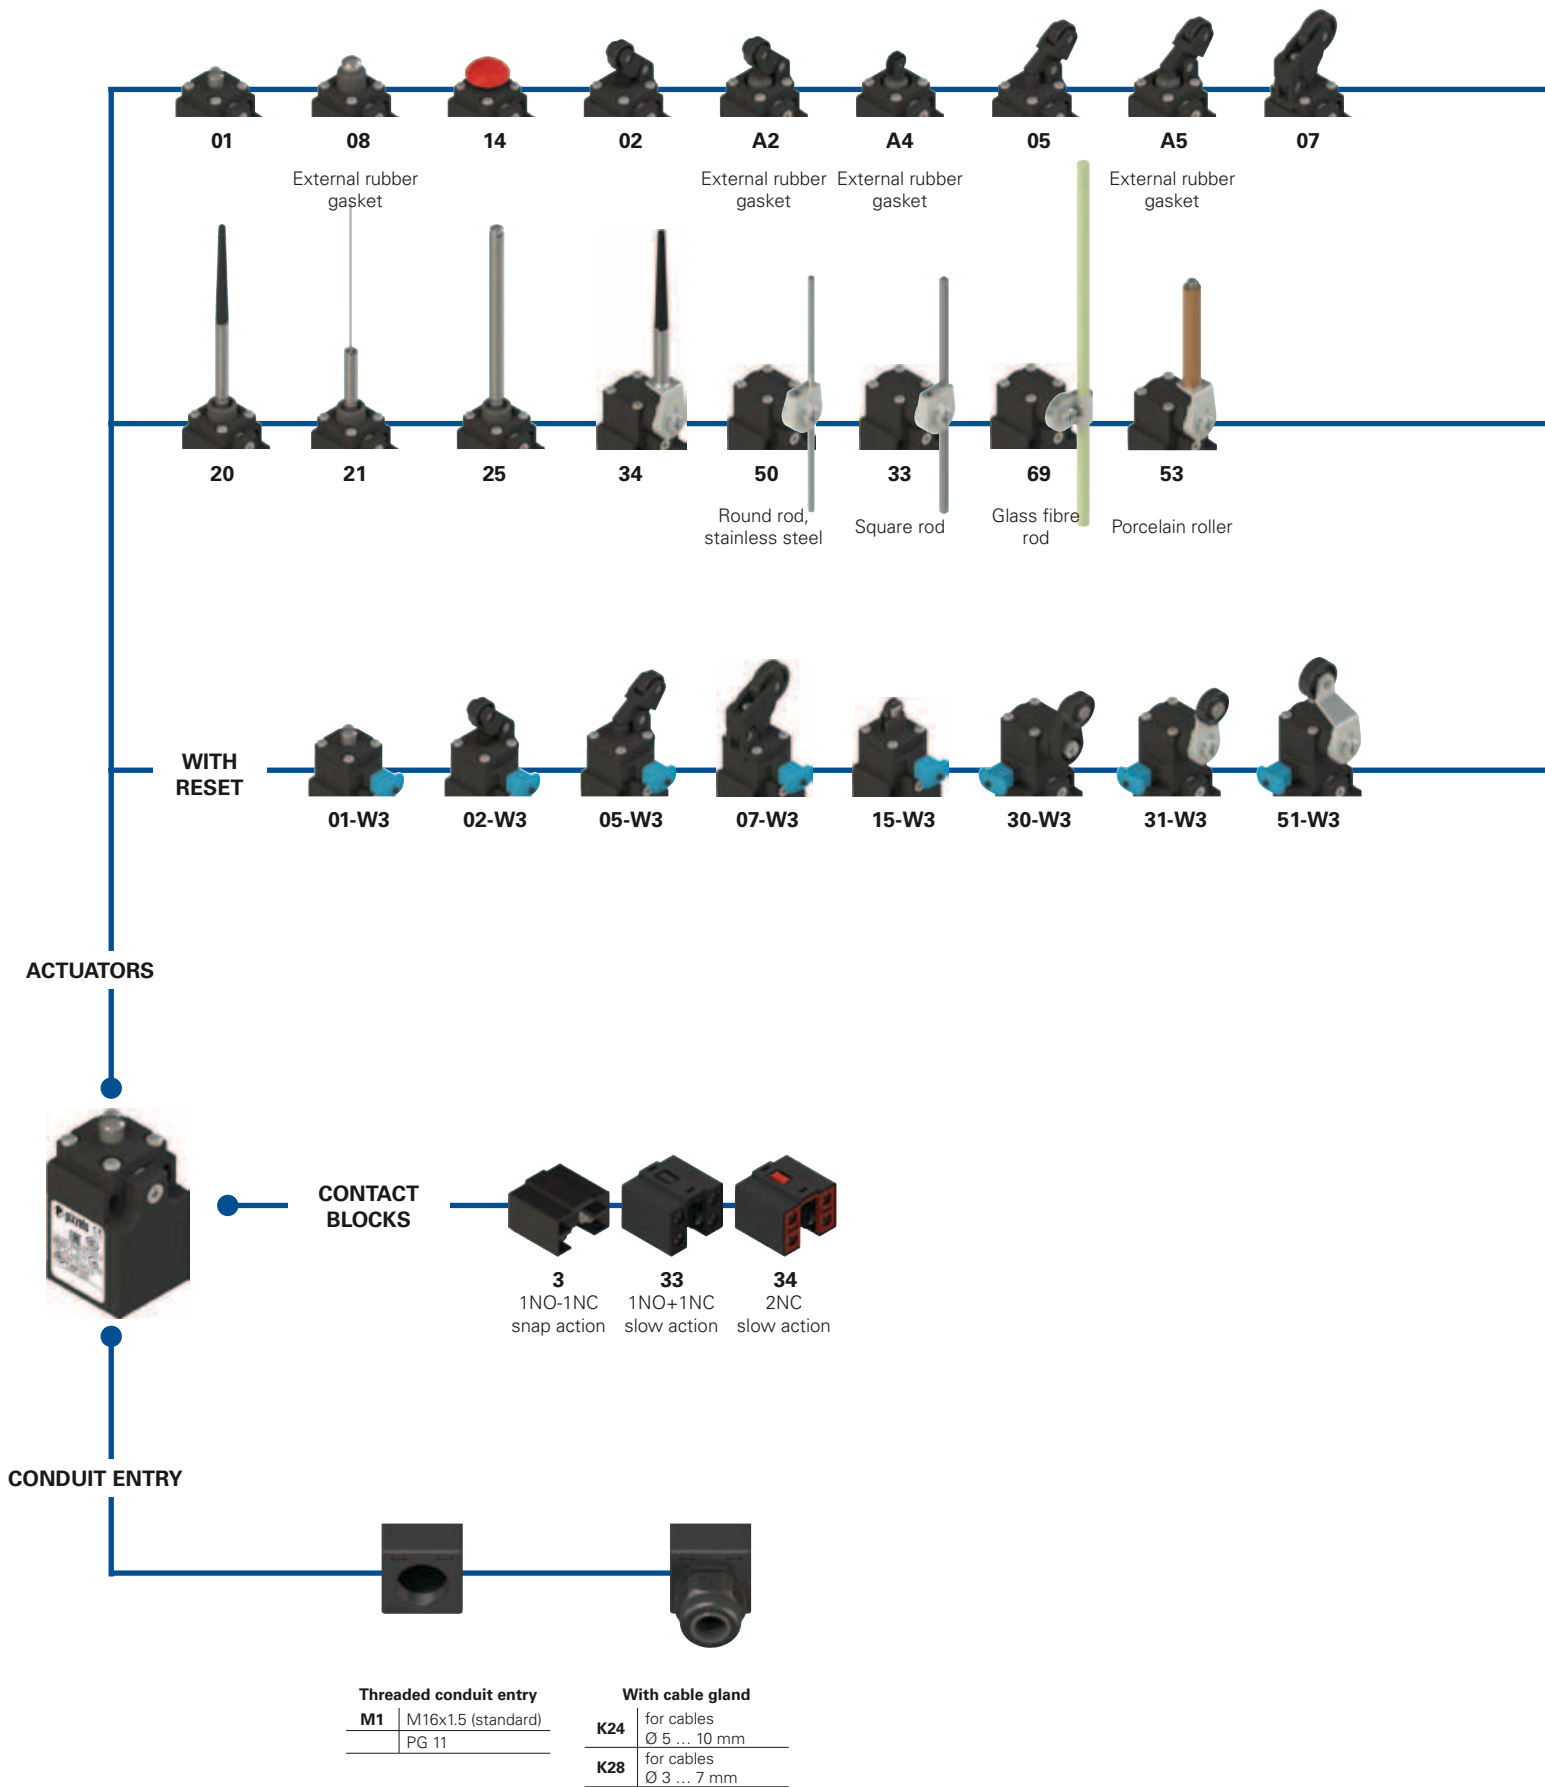 01 08 14 02 A2 A4 05 A5 07
External rubber External rubber External rubber External rubber
gasket gasket gasket gasket
20 21 25 34 50 33 69 53
Round rod,
stainless steel
Square rod
Glass fibre
rod
Porcelain roller
WITH
RESET
01-W3 02-W3 05-W3 07-W3 15-W3 30-W3 31-W3 51-W3
ACTUATORS
CONTACT
BLOCKS
3 33 34
1NO-1NC 1NO+1NC 2NC
snap action slow action slow action
CONDUIT ENTRY
Threaded conduit entry
M1 M16x1.5 (standard)
PG 11
With cable gland
K24 for cables
Ø 5 … 10 mm
K28 for cables
Ø 3 … 7 mm